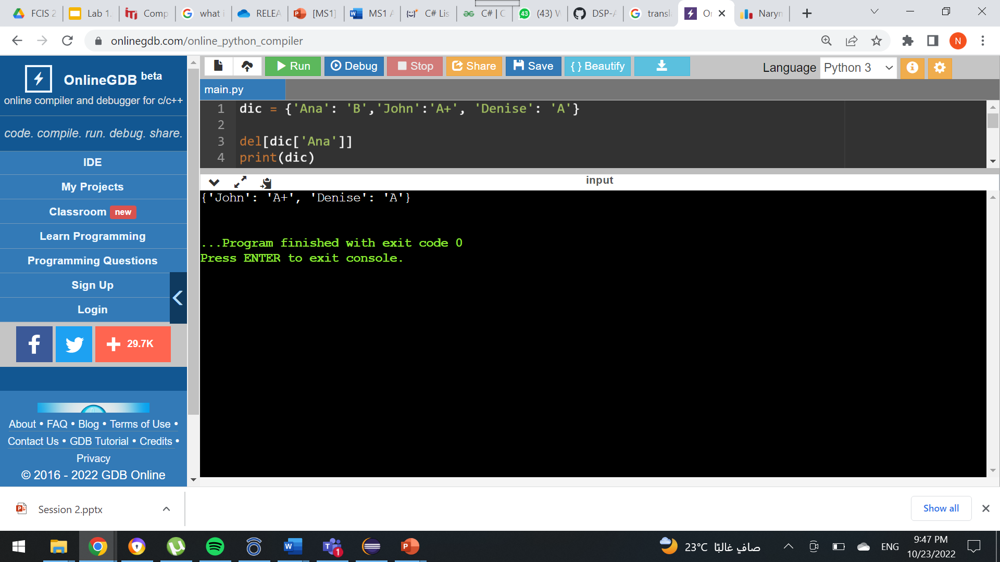 FCIS 2
Lab 1.
Comp
what i
RELEA
[MS1]
MS1 A
C# Lis
C# | C
(43) W
DSP-A
transla
Naryn
onlinegdb.com/online_python_compiler
N
OnlineGDB beta
online compiler and debugger for c/c++
code. compile. run. debug. share.
IDE
My Projects
Classroom new
Learn Programming
Programming Questions
Sign Up
Login
29.7K
About • FAQ • Blog • Terms of Use •
Contact Us • GDB Tutorial • Credits •
Privacy
© 2016 - 2022 GDB Online
Run
Debug
Stop
Share
Save
{ } Beautify
Language Python 3
main.py
1 dic = {'Ana': 'B','John':'A+', 'Denise': 'A'}
2
3 del[dic['Ana']]
4 print(dic)
input
{'John': 'A+', 'Denise': 'A'}
...Program finished with exit code 0
Press ENTER to exit console.
Session 2.pptx
Show all
1
23°C صافٍ غالبًا
ENG
9:47 PM
10/23/2022